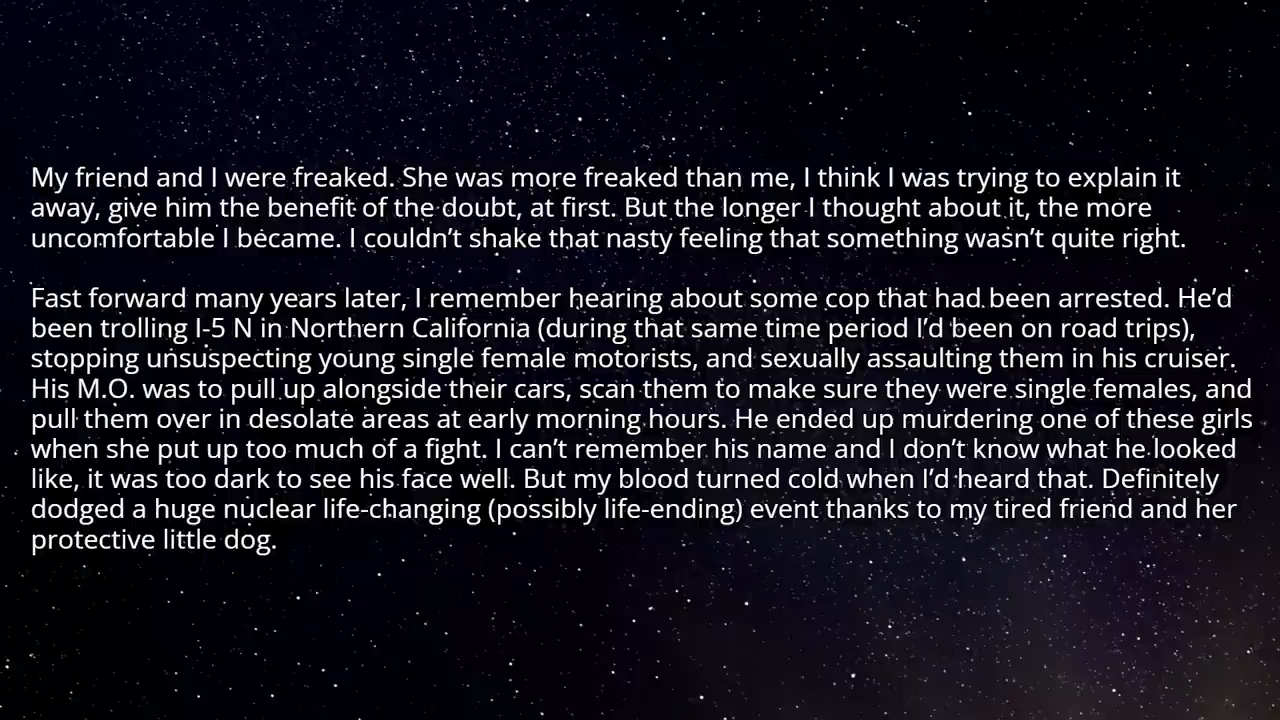 My friend and I were freaked. She was more freaked than me, I think I was trying to explain it
away, give him the benefit of the doubt, at first. But the longer I thought about it, the more
uncomfortable I became. I couldn’t shake that nasty feeling that something wasn’t quite right.
Fast forward many years later, I remember hearing about some cop that had been arrested. He’d
been trolling I-5 N in Northern California (during that same time period I’d been on road trips),
stopping unsuspecting young single female motorists, and sexually assaulting them in his cruiser.
His M.O. was to pull up alongside their cars, scan them to make sure they were single females, and
pull them over in desolate areas at early morning hours. He ended up murdering one of these girls
when she put up too much of a fight. I can’t remember his name and I don’t know what he looked
like, it was too dark to see his face well. But my blood turned cold when I’d heard that. Definitely
dodged a huge nuclear life-changing (possibly life-ending) event thanks to my tired friend and her
protective little dog.